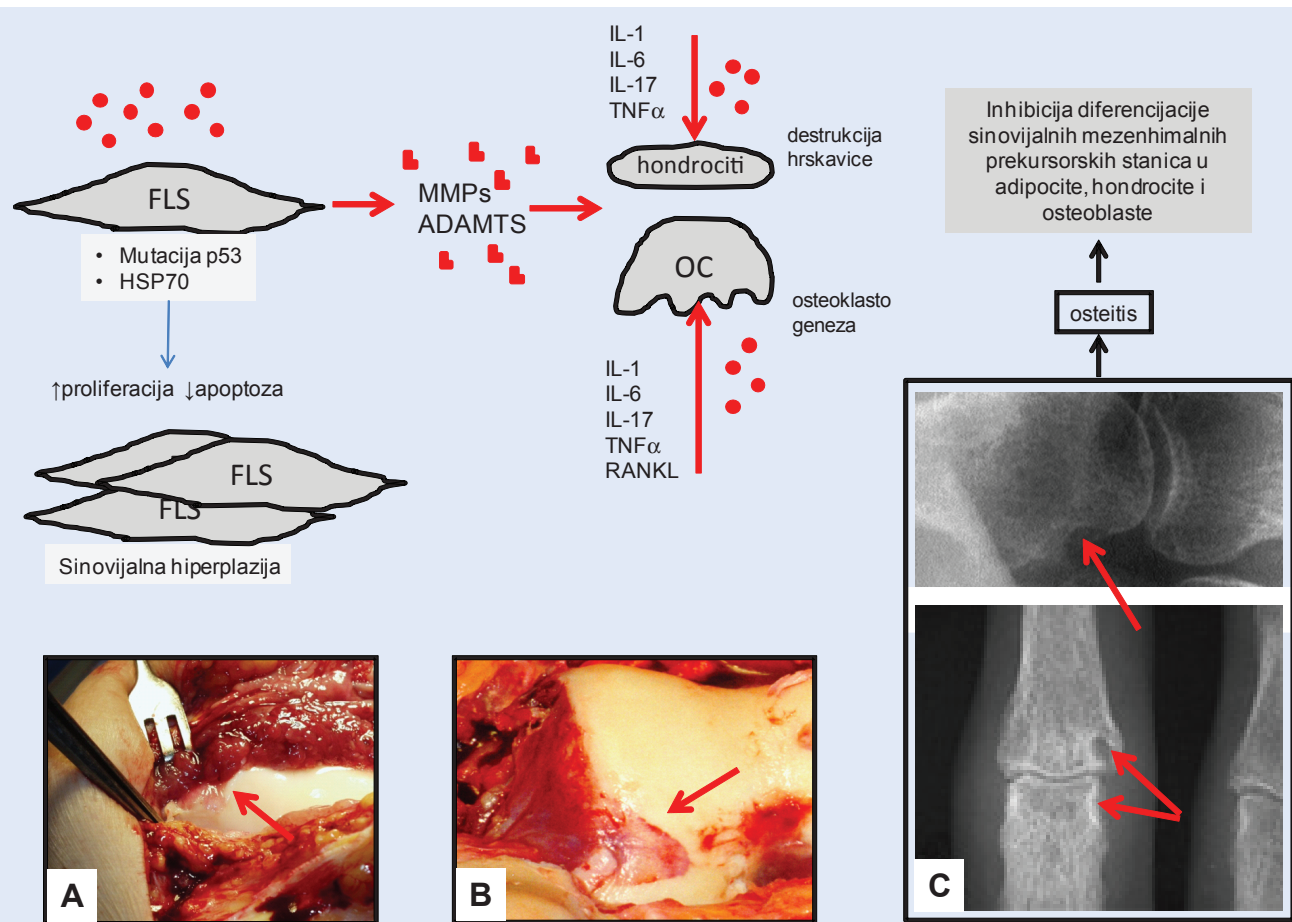 FLS
• Mutacija p53
• HSP70
↑proliferacija ↓apoptoza
FLS
FLS
Sinovijalna hiperplazija
MMPs
ADAMTS
IL-1
IL-6
IL-17
TNFα
hondrociti
destrukcija
hrskavice
OC
osteoklasto
geneza
IL-1
IL-6
IL-17
TNFα
RANKL
Inhibicija diferencijacije
sinovijalnih mezenhimalnih
prekursorskih stanica u
adipocite, hondrocite i
osteoblaste
osteitis
A
B
C